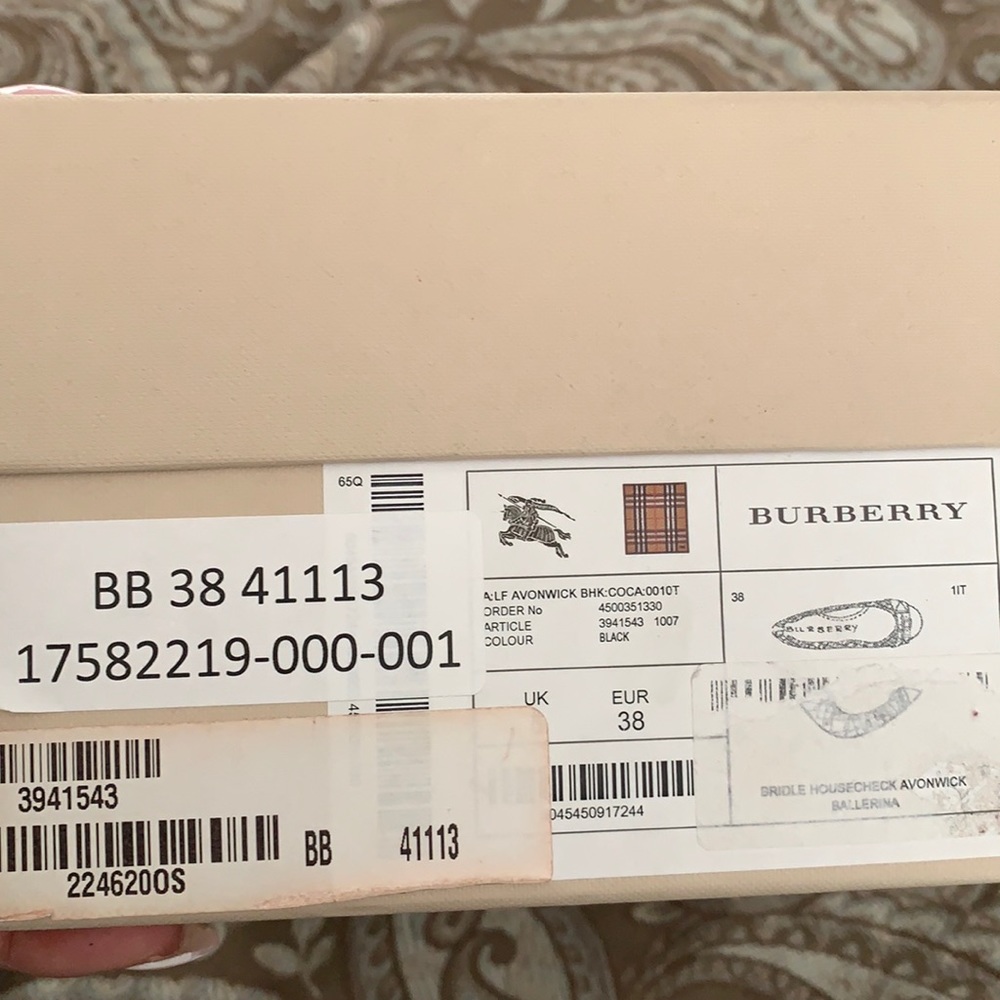 65Q
BURBERRY
BB 38 41113
17582219-000-001
A:LF AVONWICK BHK:COCA:0010T
ORDER No 4500351330
ARTICLE 3941543 1007
COLOUR BLACK
38 1IT
BURBERRY
UK EUR
38
045450917244
BRIDLE HOUSECHECK AVONWICK
BALLERINA
3941543
BB 41113
224620OS